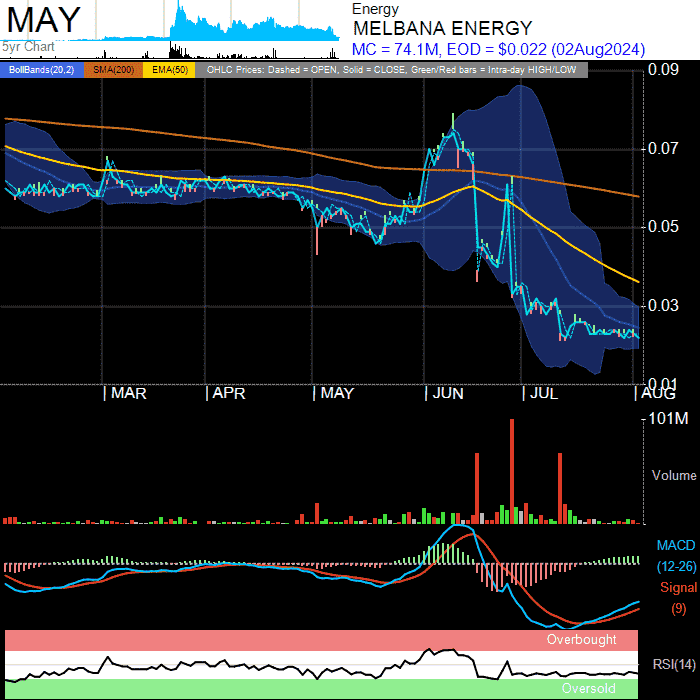 MAY
5yr Chart
Energy
MELBANA ENERGY
MC = 74.1M, EOD = $0.022 (02Aug2024)
BollBands(20,2) SMA(200) EMA(50) OHLC Prices: Dashed = OPEN, Solid = CLOSE, Green/Red bars = Intra-day HIGH/LOW
0.09
0.07
0.05
0.03
0.01
MAR APR MAY JUN JUL AUG
101M
Volume
MACD
(12-26)
Signal
(9)
Overbought
RSI(14)
Oversold